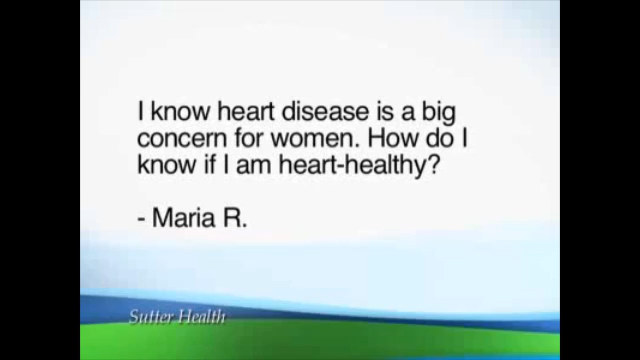 I know heart disease is a big
concern for women. How do I
know if I am heart-healthy?
- Maria R.
Sutter Health